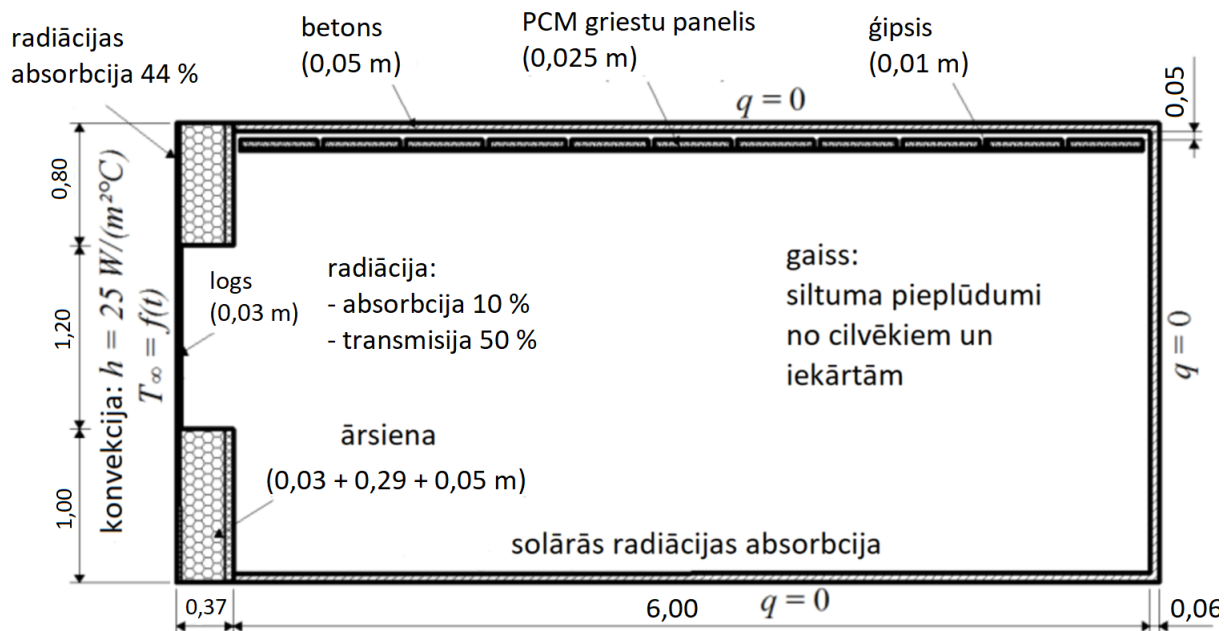 radiācijas
absorbcija 44 %
betons
(0,05 m)
PCM griestu panelis
(0,025 m)
ģipsis
(0,01 m)
0,05
q = 0
0,80
1,20
1,00
konvekcija: h = 25 W/(m²°C)
T∞ = f(t)
logs
(0,03 m)
radiācija:
- absorbcija 10 %
- transmisija 50 %
gaiss:
siltuma pieplūdumi
no cilvēkiem un
iekārtām
q = 0
ārsiena
(0,03 + 0,29 + 0,05 m)
solārās radiācijas absorbcija
0,37
6,00
q = 0
0,06